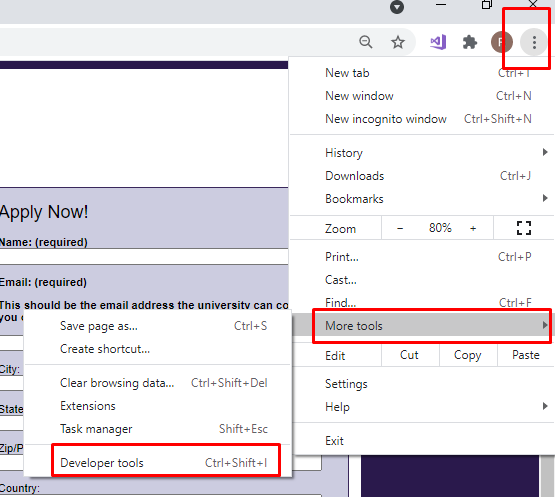 New tab Ctrl+T
New window Ctrl+N
New incognito window Ctrl+Shift+N
History
Downloads Ctrl+J
Bookmarks
Zoom - 80% +
Print... Ctrl+P
Cast...
Find... Ctrl+F
More tools
Edit Cut Copy Paste
Settings
Help
Exit
Apply Now!
Name: (required)
Email: (required)
This should be the email address the university can co
you
Save page as... Ctrl+S
Create shortcut...
Clear browsing data... Ctrl+Shift+Del
Extensions
Task manager Shift+Esc
Developer tools Ctrl+Shift+I
City:
State
Zip/P
Country: